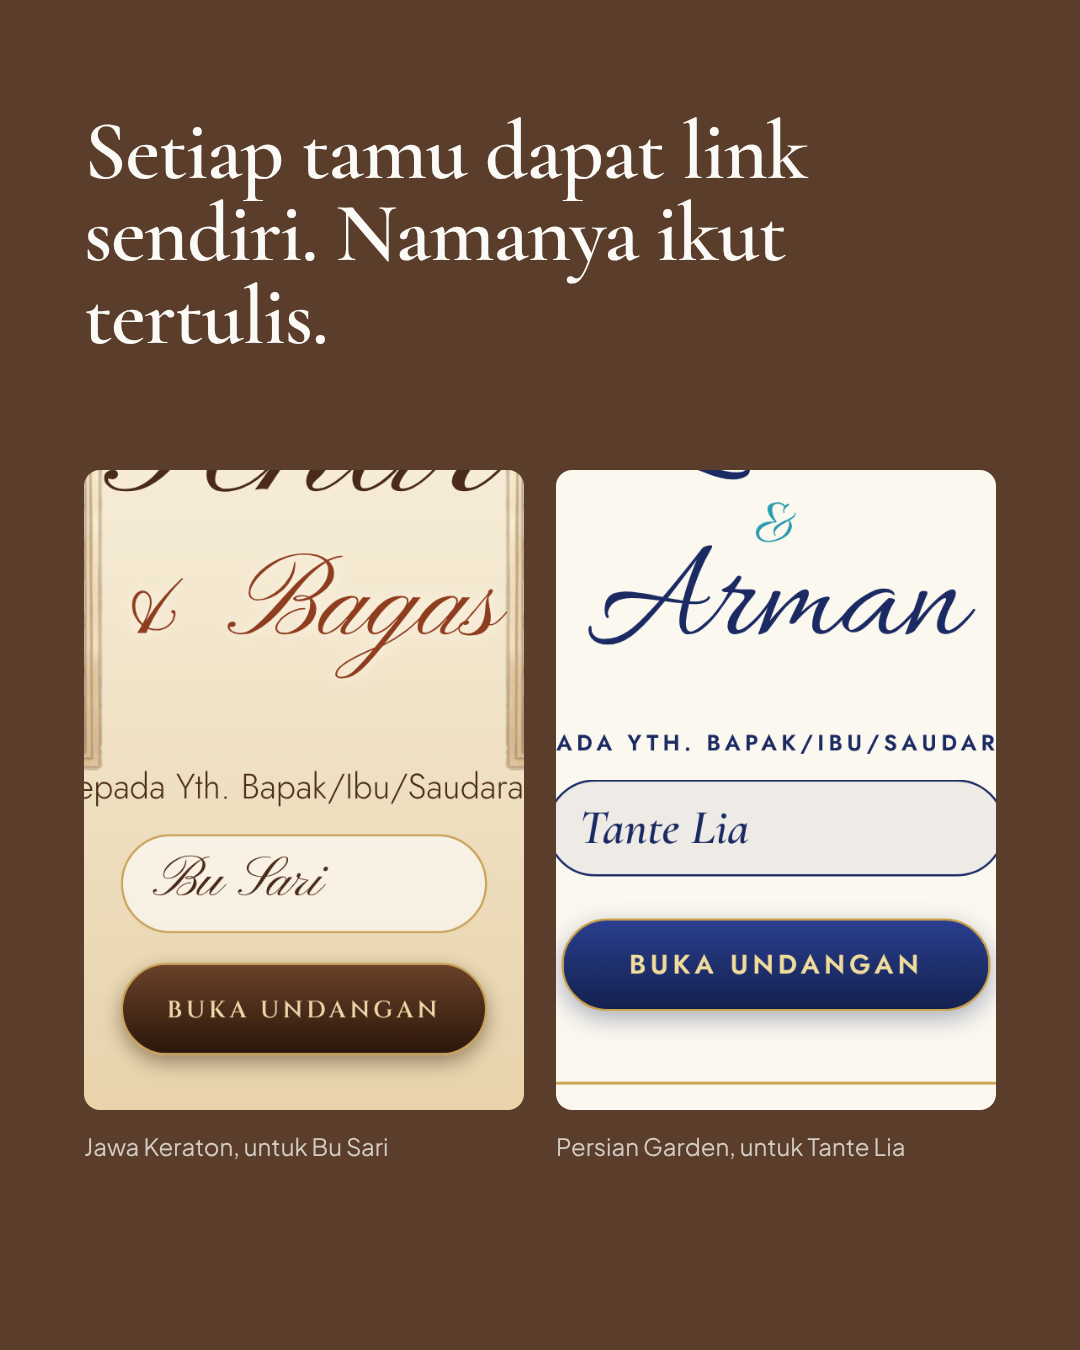 Setiap tamu dapat link
sendiri. Namanya ikut
tertulis.
& Bagas
epada Yth. Bapak/Ibu/Saudara
Bu Sari
BUKA UNDANGAN
Jawa Keraton, untuk Bu Sari
&
Arman
ADA YTH. BAPAK/IBU/SAUDAR
Tante Lia
BUKA UNDANGAN
Persian Garden, untuk Tante Lia